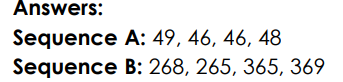 Answers:
Sequence A: 49, 46, 46, 48
Sequence B: 268, 265, 365, 369